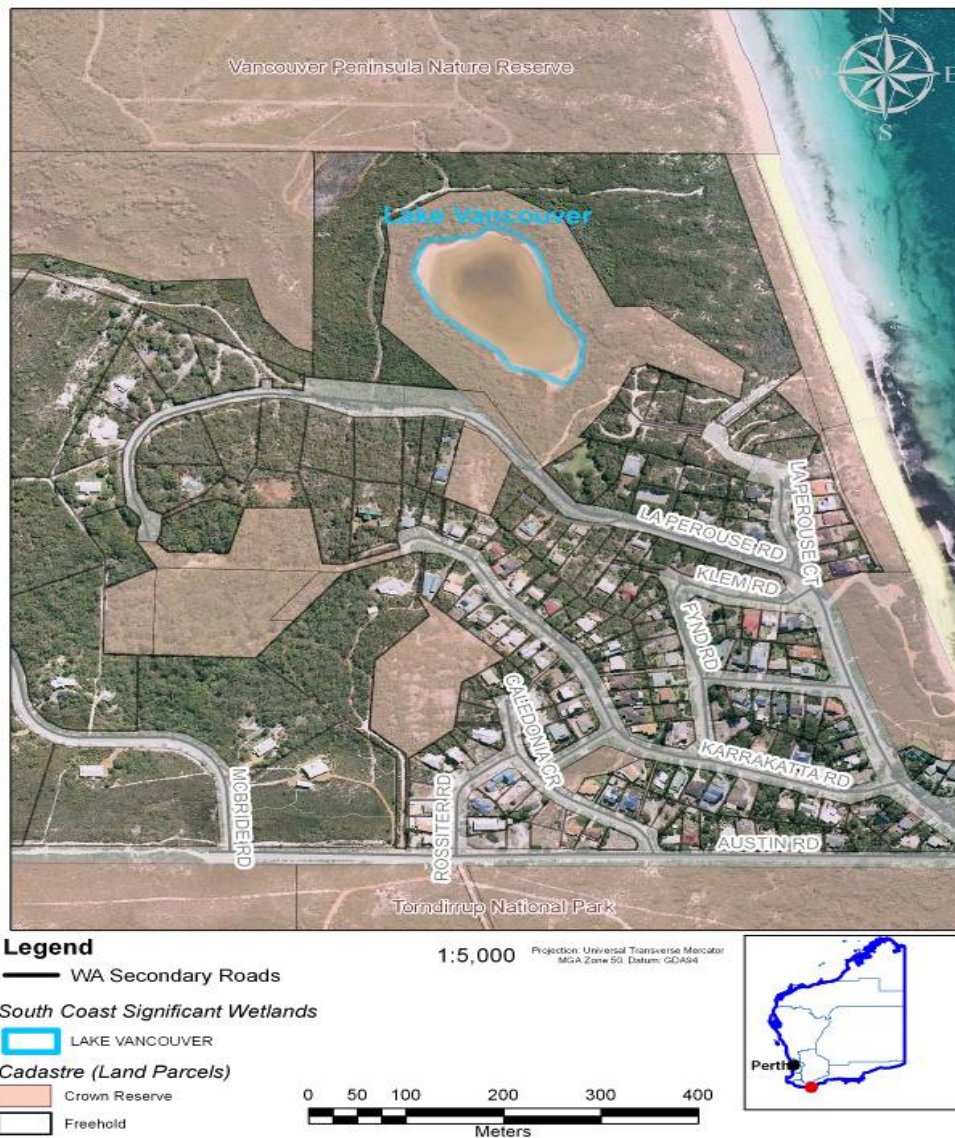 Vancouver Peninsula Nature Reserve
N
W
E
S
Lake Vancouver
LA PEROUSE CT
LA PEROUSE RD
KLEM RD
FYND RD
CALEDONIA CR
KARRAKATTA RD
MCBRIDE RD
ROSSITER RD
AUSTIN RD
Torndirrup National Park
Legend
WA Secondary Roads
South Coast Significant Wetlands
LAKE VANCOUVER
Cadastre (Land Parcels)
Crown Reserve
Freehold
1:5,000
Projection: Universal Transverse Mercator
MGA Zone 50. Datum: GDA94
0 50 100 200 300 400
Meters
Perth